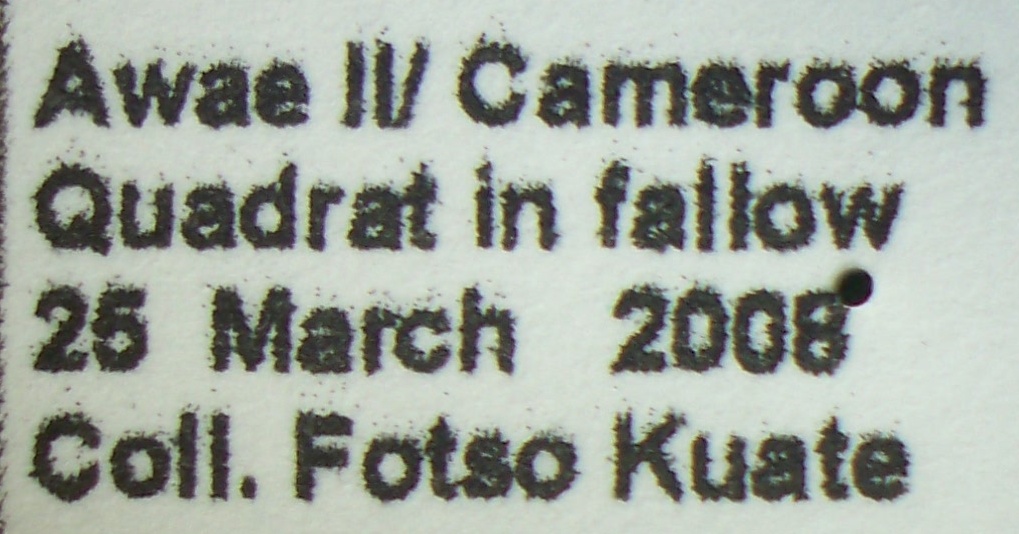 Awae II/ Cameroon
Quadrat in fallow
25 March 2008
Coll. Fotso Kuate